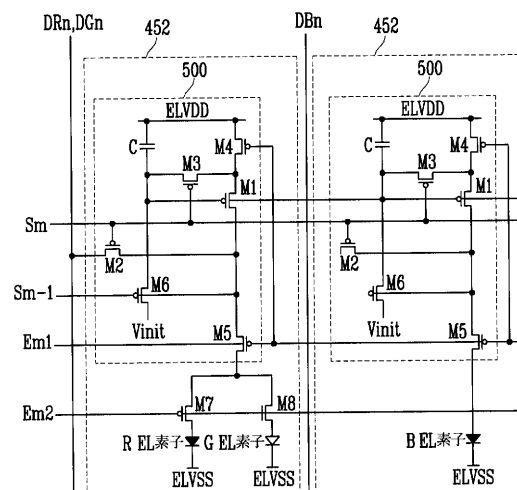 DRn,DGn 452 DBn 452
500 500
ELVDD ELVDD
C M4 C M4
M3 M3
M1 M1
Sm
M2 M2
M6 M6
Sm-1
Vinit M5 Vinit M5
Em1
M7 M8
Em2
R EL素子 G EL素子 B EL素子
ELVSS ELVSS ELVSS